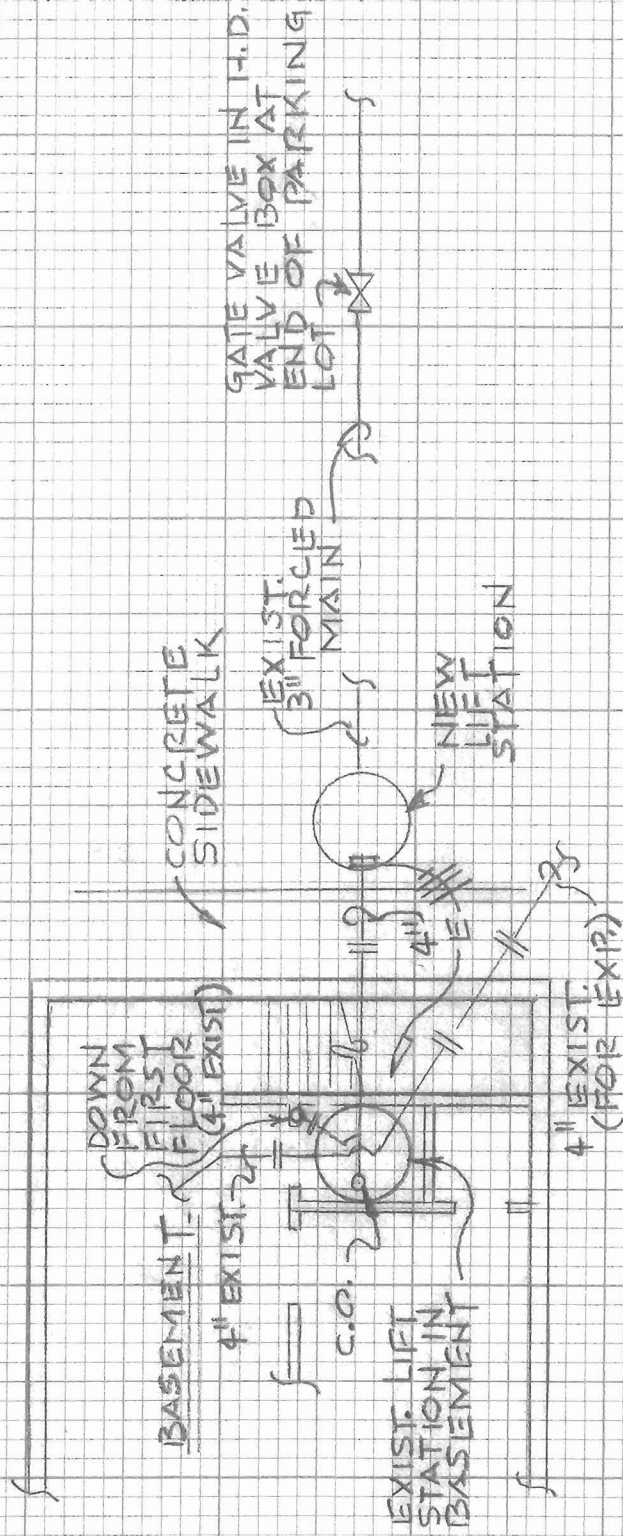 GATE VALVE IN H.D.
VALVE BOX AT
END OF PARKING
LOT
EXIST.
3" FORCED
MAIN
CONCRETE
SIDEWALK
NEW
LIFT
STATION
4"
E
DOWN
FROM
FIRST
FLOOR
(4" EXIST)
BASEMENT
4" EXIST.
C.O.
EXIST. LIFT
STATION IN
BASEMENT
4" EXIST.
(FOR EXP.)